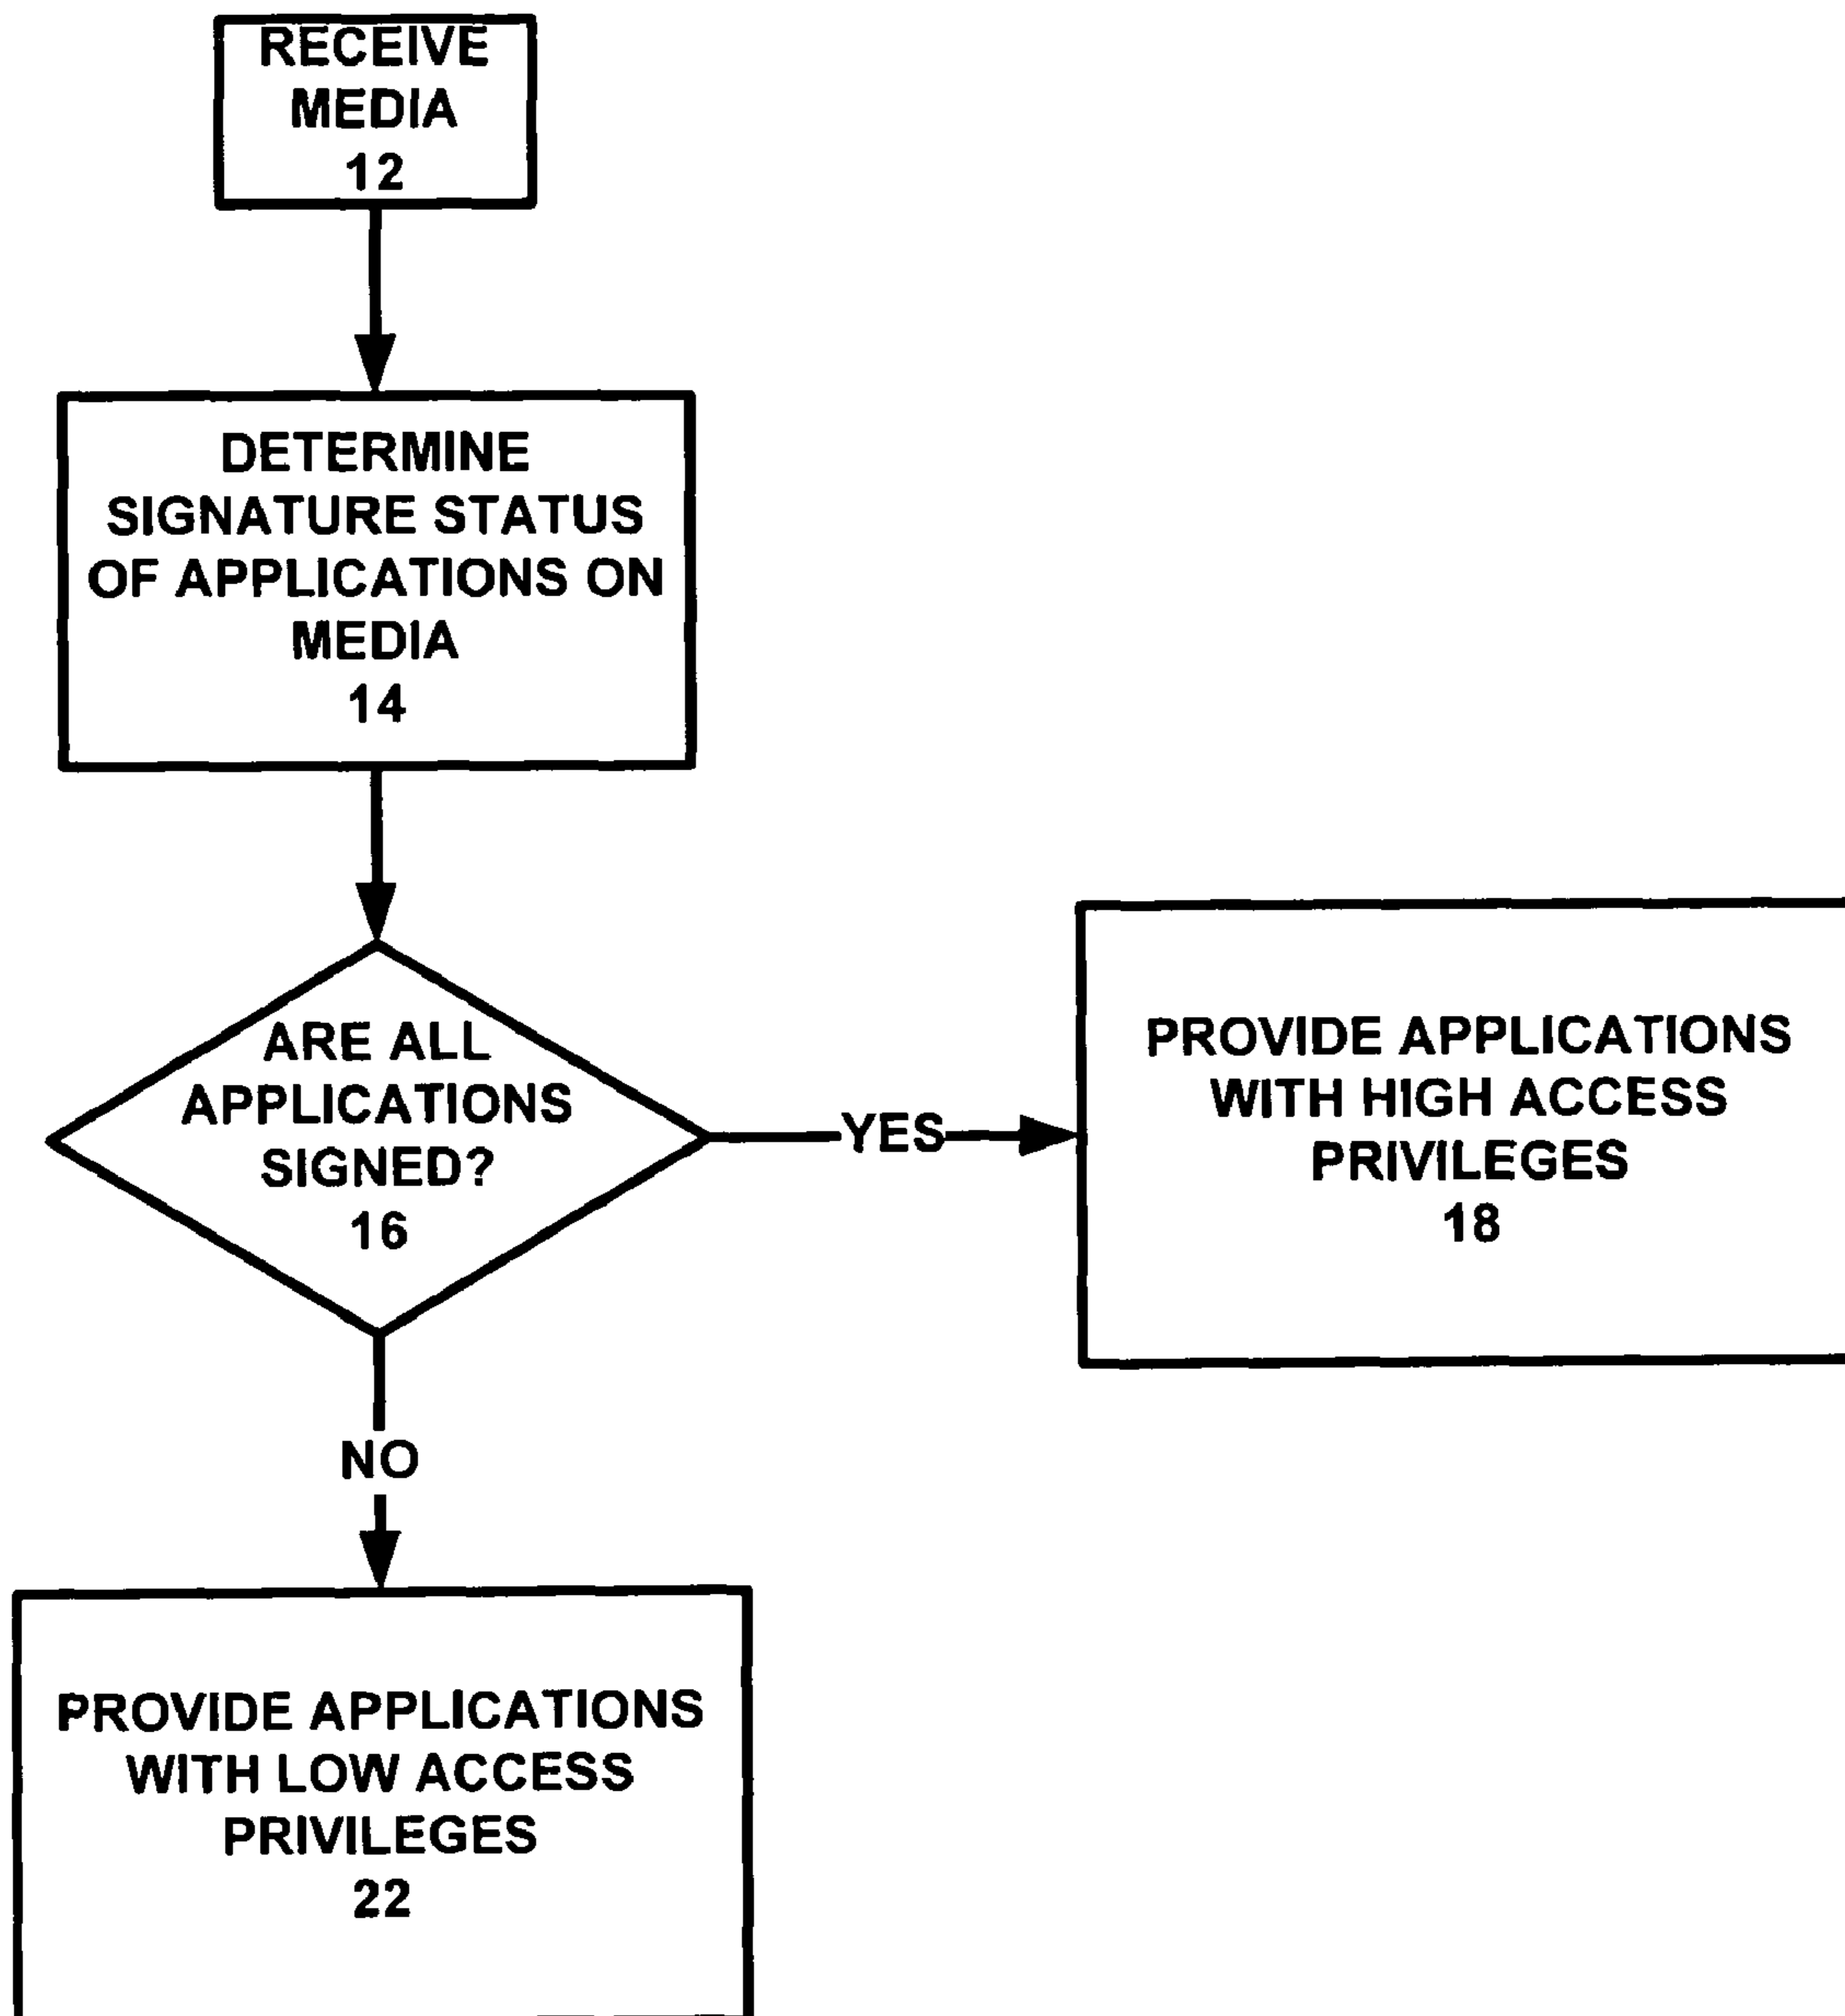 RECEIVE
MEDIA
12
DETERMINE
SIGNATURE STATUS
OF APPLICATIONS ON
MEDIA
14
ARE ALL
APPLICATIONS
SIGNED?
16
YES
PROVIDE APPLICATIONS
WITH HIGH ACCESS
PRIVILEGES
18
NO
PROVIDE APPLICATIONS
WITH LOW ACCESS
PRIVILEGES
22